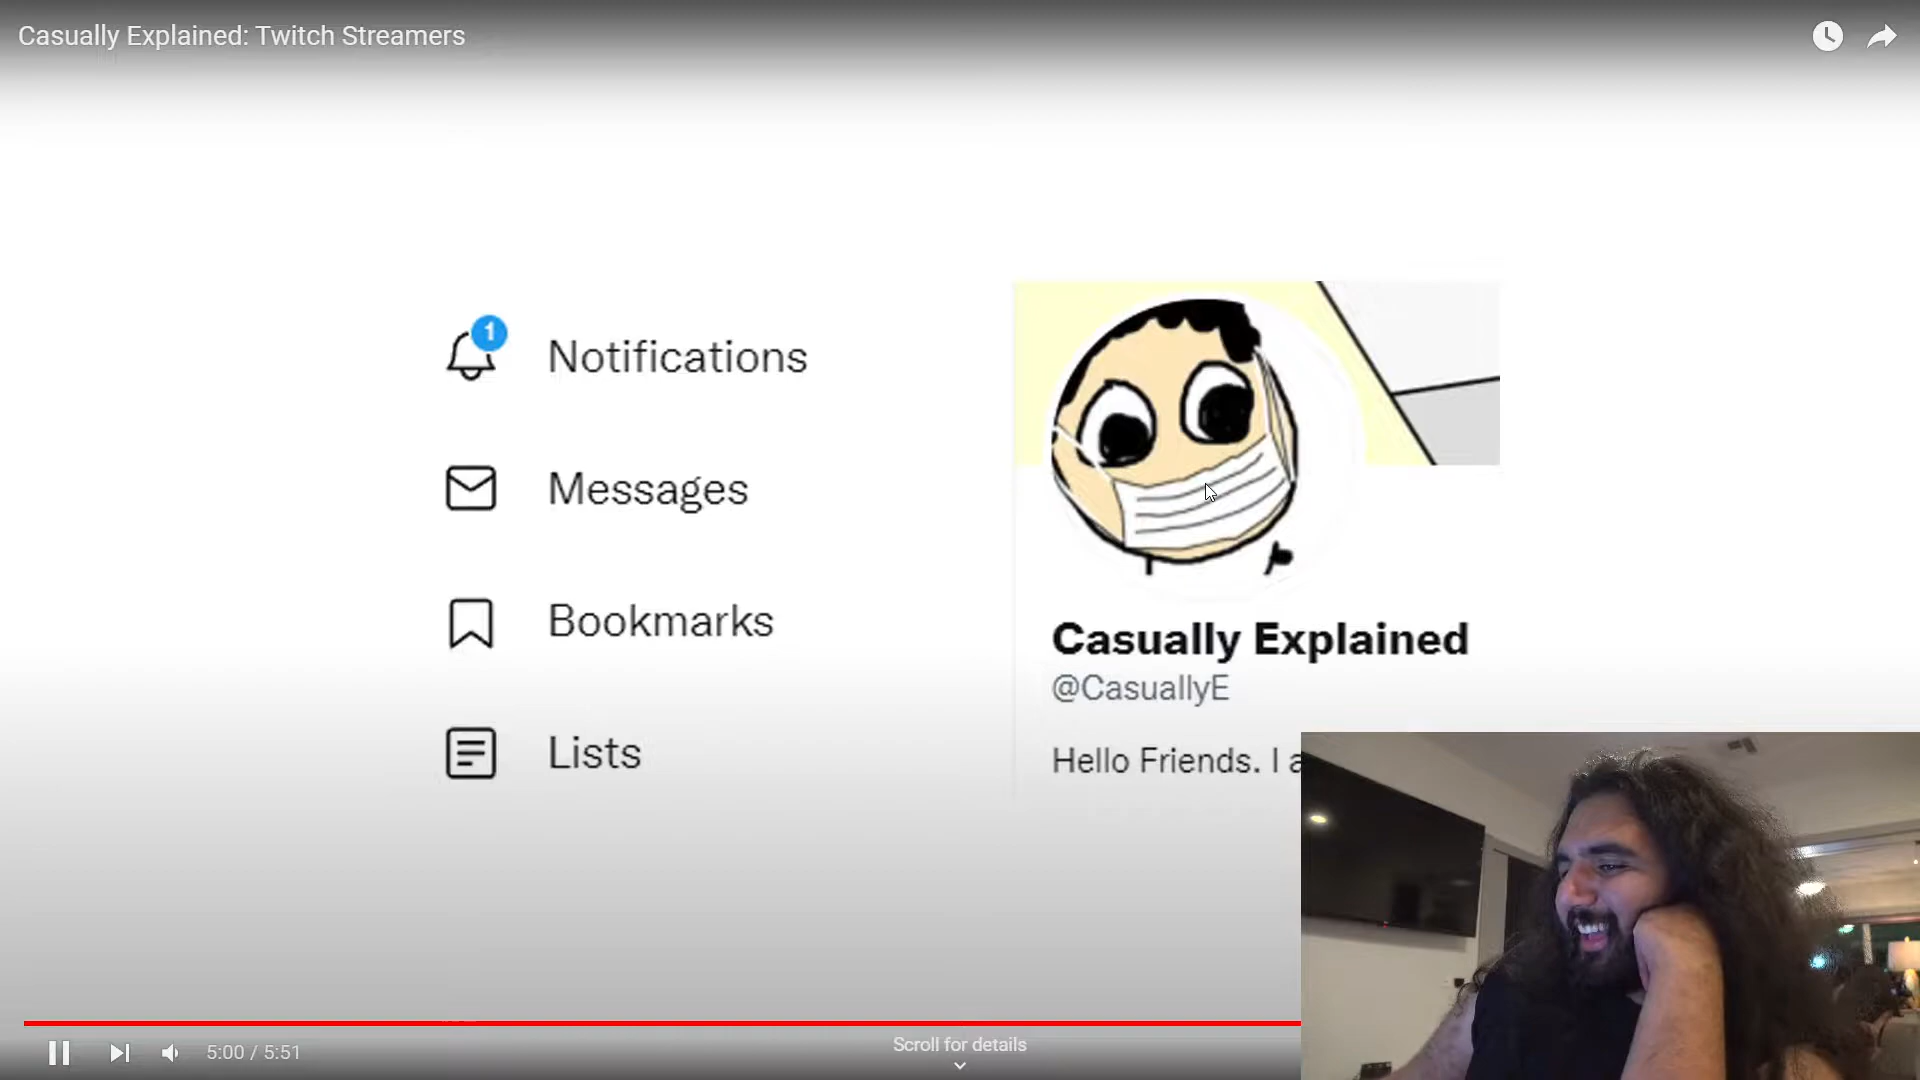 Casually Explained: Twitch Streamers
1
Notifications
Messages
Bookmarks
Lists
Casually Explained
@CasuallyE
Hello Friends. I a
5:00 / 5:51
Scroll for details